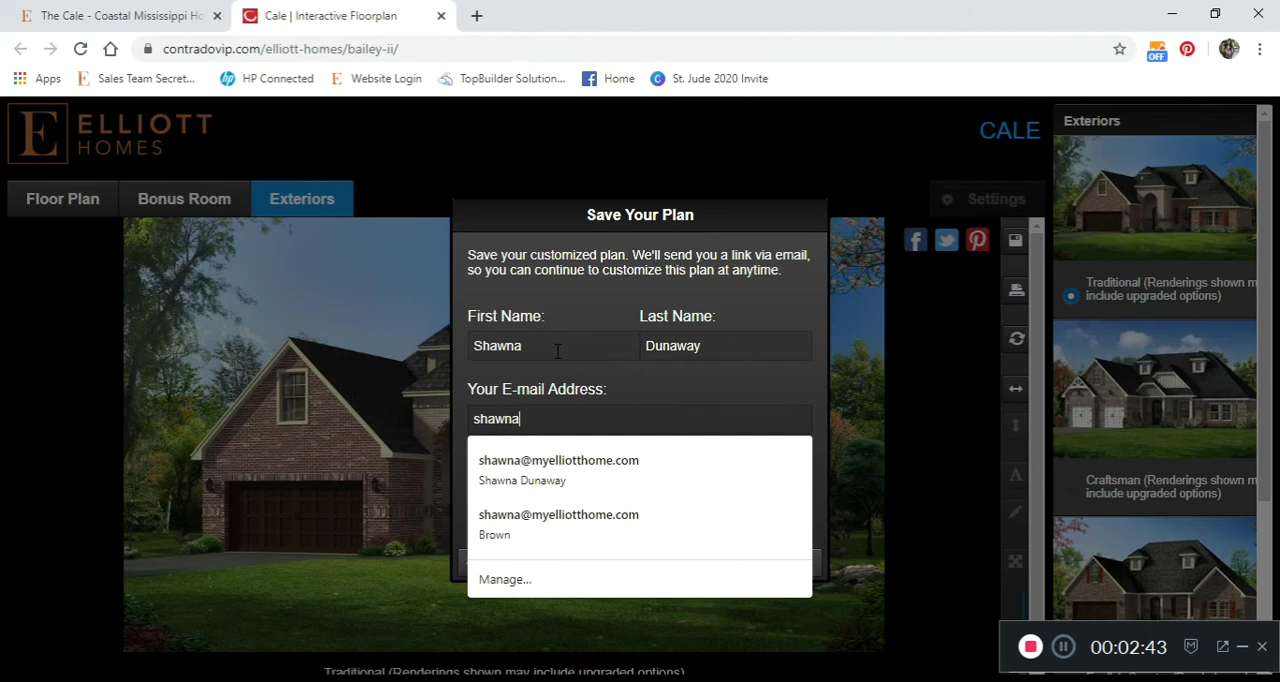 The Cale - Coastal Mississippi Ho
Cale | Interactive Floorplan
contradovip.com/elliott-homes/bailey-ii/
OFF
Apps
Sales Team Secret...
HP Connected
Website Login
TopBuilder Solution...
Home
St. Jude 2020 Invite
E ELLIOTT
HOMES
CALE
Exteriors
Floor Plan
Bonus Room
Exteriors
Settings
Save Your Plan
Save your customized plan. We'll send you a link via email,
so you can continue to customize this plan at anytime.
First Name:
Last Name:
Shawna
Dunaway
Your E-mail Address:
shawna
shawna@myelliotthome.com
Shawna Dunaway
shawna@myelliotthome.com
Brown
Manage...
Traditional (Renderings shown m
include upgraded options)
Craftsman (Renderings shown m
include upgraded options)
00:02:43
Traditional (Renderings shown may include upgraded options)